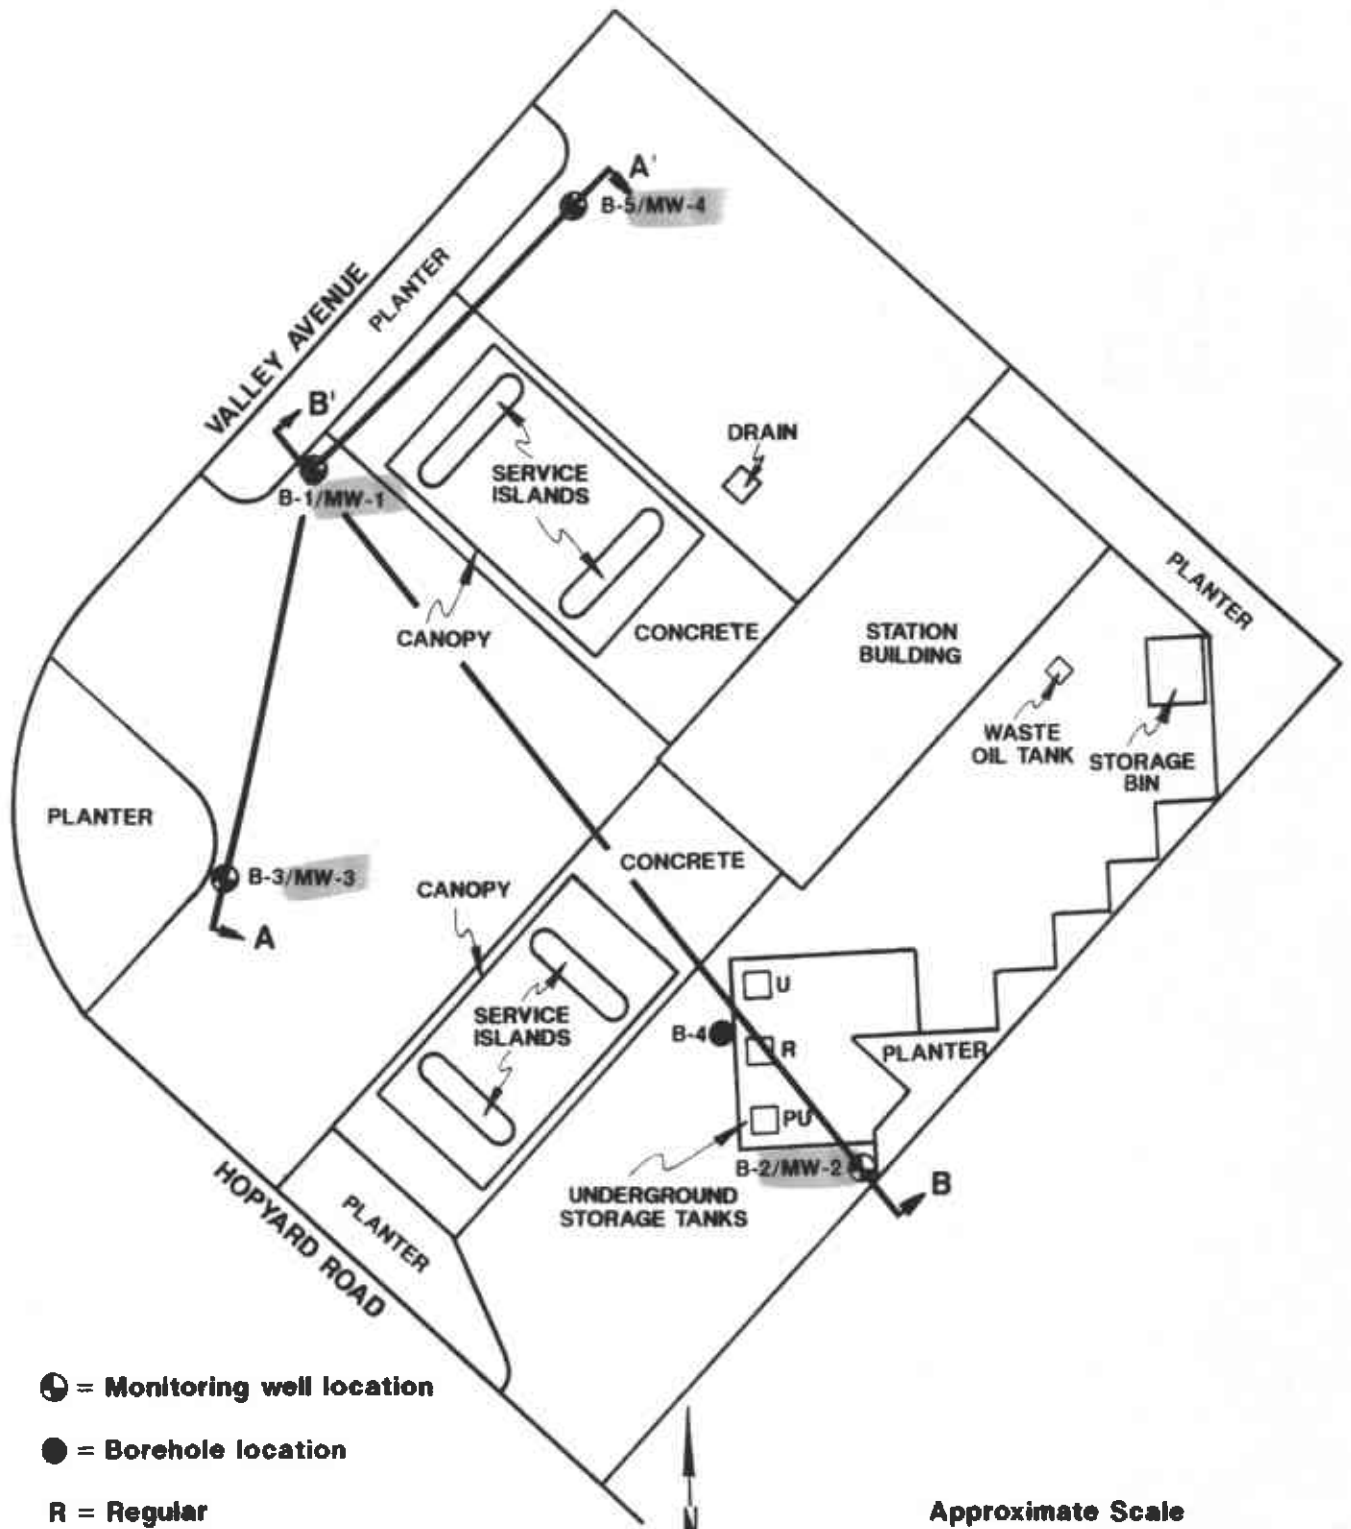 A'
B-5/MW-4
PLANTER
VALLEY AVENUE
B'
B-1/MW-1
SERVICE
ISLANDS
DRAIN
CANOPY
CONCRETE
STATION
BUILDING
PLANTER
WASTE
OIL TANK
STORAGE
BIN
PLANTER
B-3/MW-3
A
CANOPY
CONCRETE
SERVICE
ISLANDS
U
B-4
R
PLANTER
PU
B-2/MW-2
B
UNDERGROUND
STORAGE TANKS
HOPYARD ROAD
PLANTER
= Monitoring well location
= Borehole location
R = Regular
N
Approximate Scale